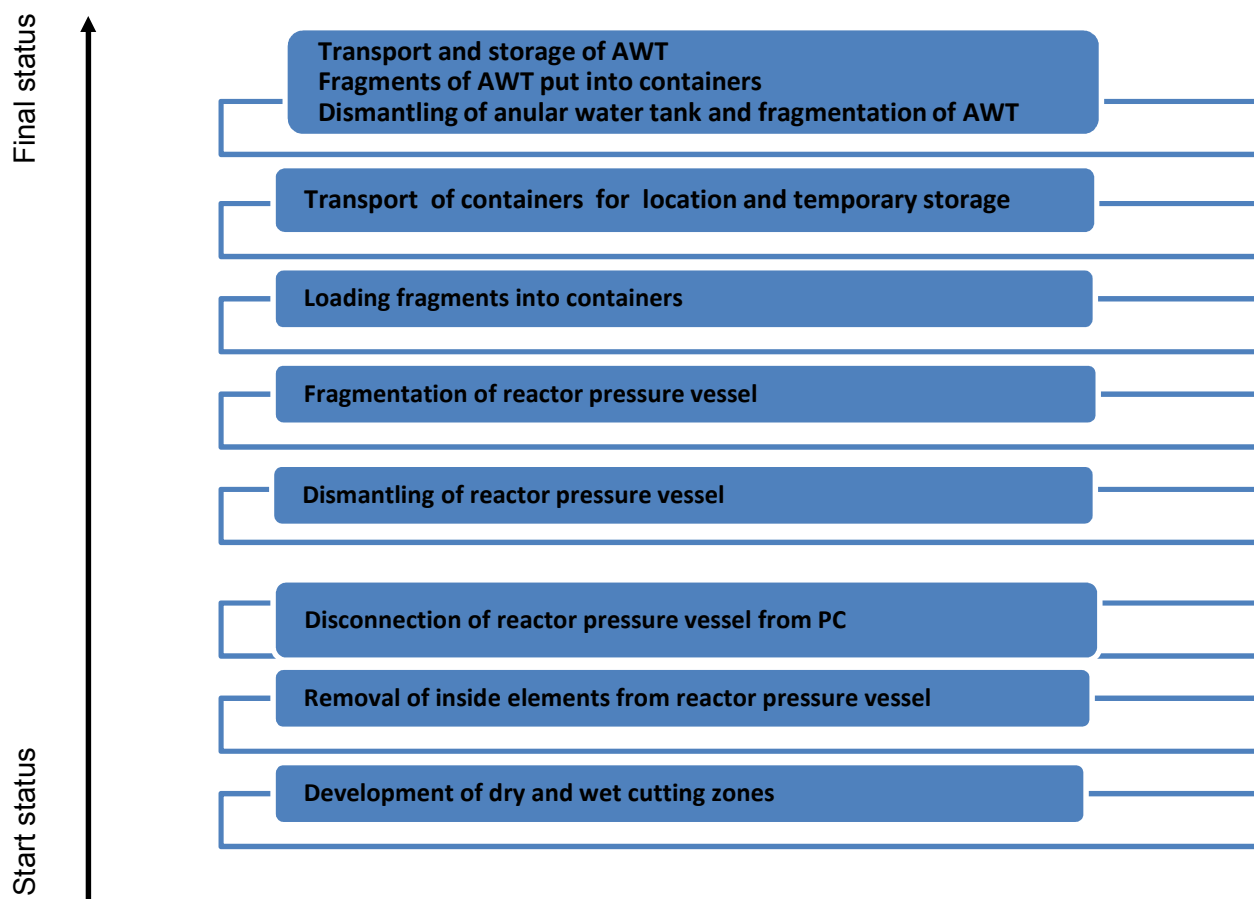 Final status
Transport and storage of AWT
Fragments of AWT put into containers
Dismantling of anular water tank and fragmentation of AWT
Transport of containers for location and temporary storage
Loading fragments into containers
Fragmentation of reactor pressure vessel
Dismantling of reactor pressure vessel
Disconnection of reactor pressure vessel from PC
Removal of inside elements from reactor pressure vessel
Development of dry and wet cutting zones
Start status